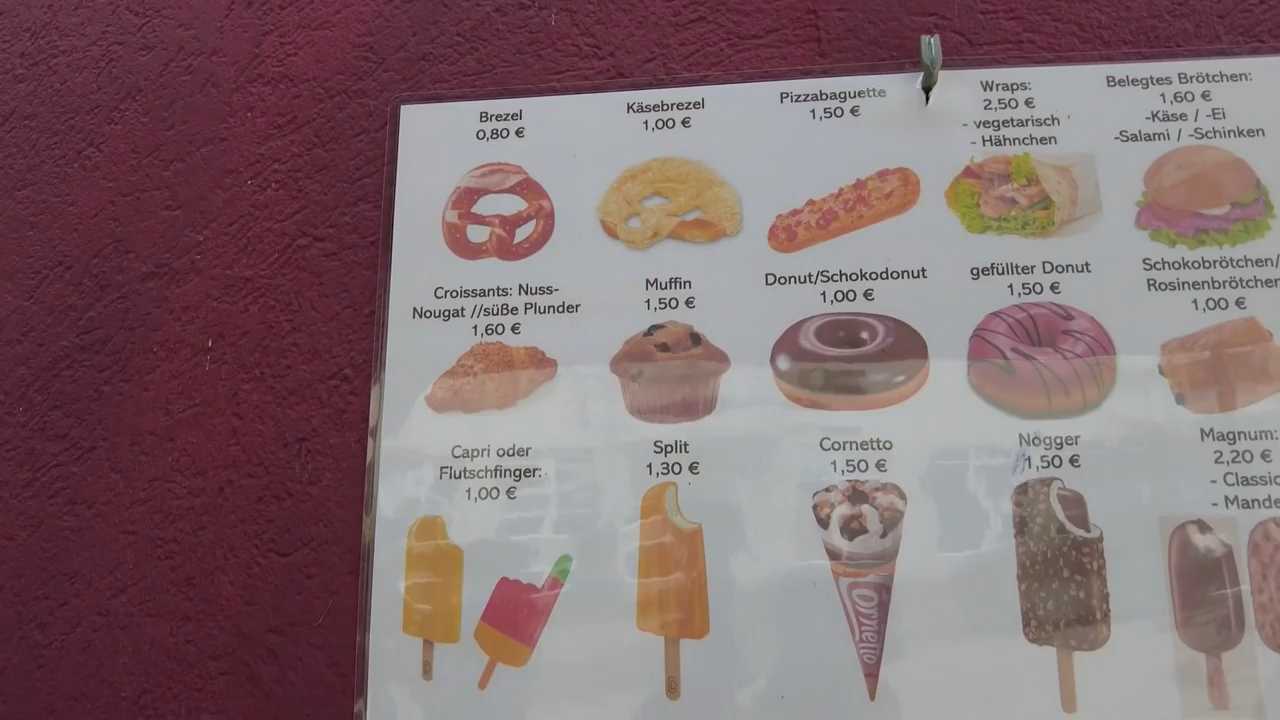 Brezel
0,80 €
Käsebrezel
1,00 €
Pizzabaguette
1,50 €
Wraps:
2,50 €
- vegetarisch
- Hähnchen
Belegtes Brötchen:
1,60 €
-Käse / -Ei
-Salami / -Schinken
Croissants: Nuss-
Nougat //süße Plunder
1,60 €
Muffin
1,50 €
Donut/Schokodonut
1,00 €
gefüllter Donut
1,50 €
Schokobrötchen/
Rosinenbrötchen
1,00 €
Capri oder
Flutschfinger:
1,00 €
Split
1,30 €
Cornetto
1,50 €
Nogger
1,50 €
Magnum:
2,20 €
- Classic
- Mande
Cornetto